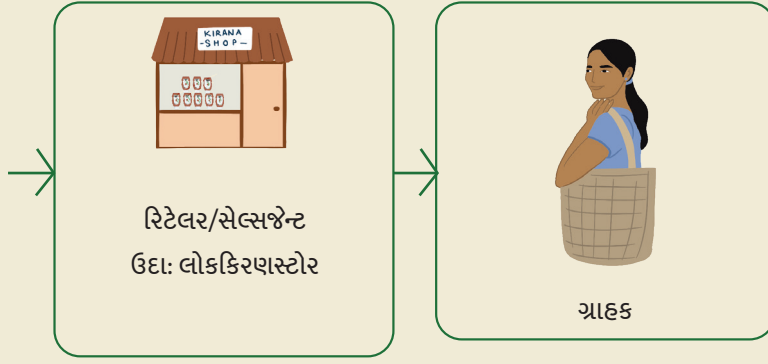 KIRANA
-SHOP-
રિટેલર/સેલ્સજેન્ટ
ઉદા: લોકકિરણસ્ટોર
ગ્રાહક